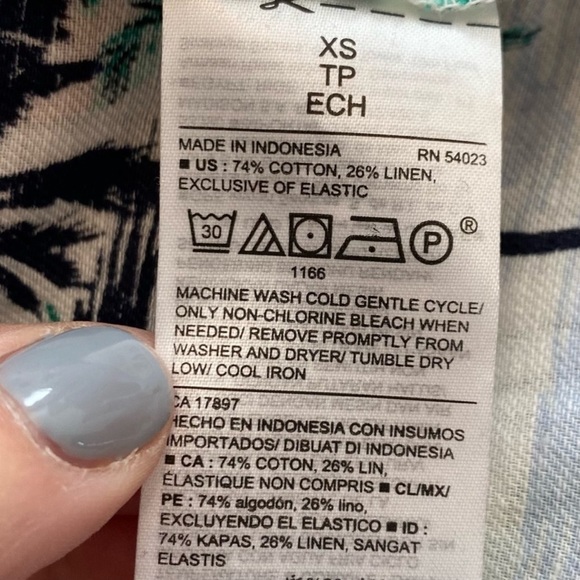 XS
TP
ECH
MADE IN INDONESIA RN 54023
■ US : 74% COTTON, 26% LINEN,
EXCLUSIVE OF ELASTIC
30 P ®
1166
MACHINE WASH COLD GENTLE CYCLE/
ONLY NON-CHLORINE BLEACH WHEN
NEEDED/ REMOVE PROMPTLY FROM
WASHER AND DRYER/ TUMBLE DRY
LOW/ COOL IRON
CA 17897
HECHO EN INDONESIA CON INSUMOS
IMPORTADOS/ DIBUAT DI INDONESIA
■ CA : 74% COTON, 26% LIN,
ÉLASTIQUE NON COMPRIS ■ CL/MX/
PE : 74% algodón, 26% lino,
EXCLUYENDO EL ELASTICO ■ ID :
74% KAPAS, 26% LINEN, SANGAT
ELASTIS